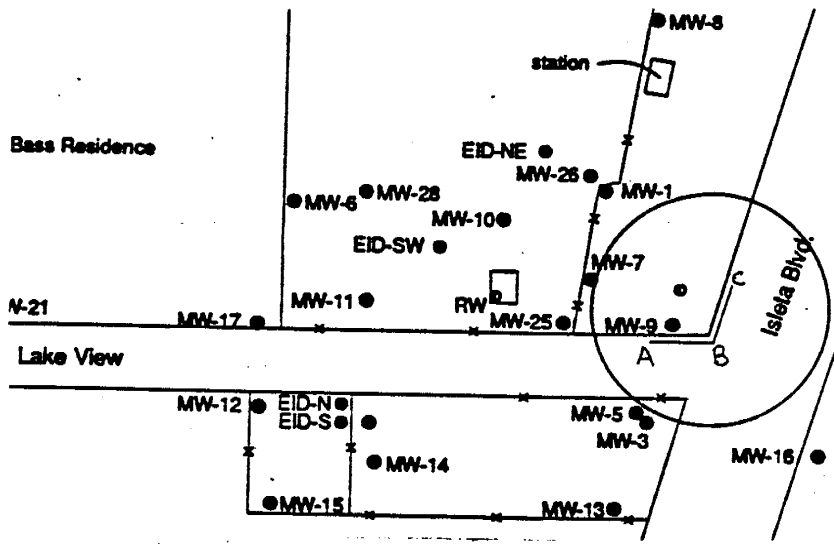 MW-8
station
Bass Residence
EID-NE
MW-26
MW-1
MW-28
MW-6
MW-10
EID-SW
MW-7
C
Isleta Blvd.
MW-11
RW
W-21
MW-17
MW-25
MW-9
A
B
Lake View
MW-12
EID-N
MW-5
EID-S
MW-3
MW-14
MW-16
MW-15
MW-13